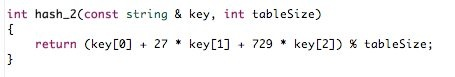 int hash_2(const string & key, int tableSize)
{
    return (key[0] + 27 * key[1] + 729 * key[2]) % tableSize;
}